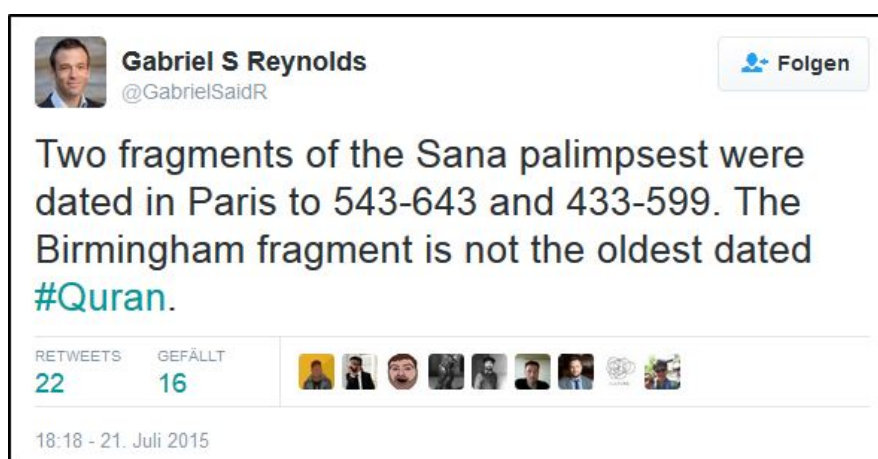 Gabriel S Reynolds
@GabrielSaidR
Folgen
Two fragments of the Sana palimpsest were
dated in Paris to 543-643 and 433-599. The
Birmingham fragment is not the oldest dated
#Quran.
RETWEETS GEFÄLLT
22 16
18:18 - 21. Juli 2015